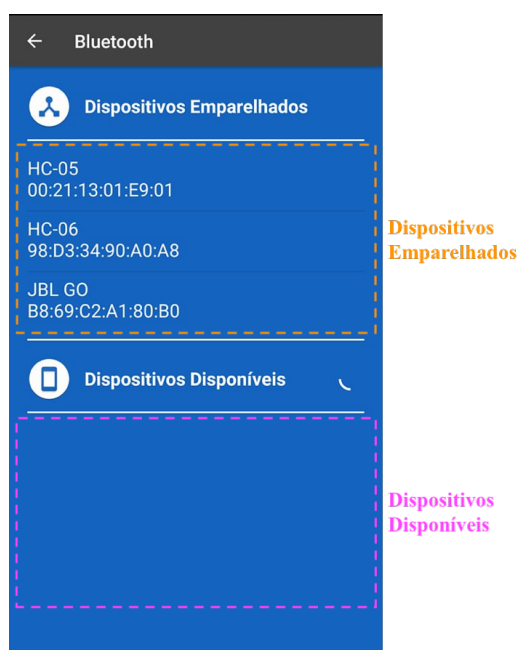 Bluetooth
Dispositivos Emparelhados
HC-05
00:21:13:01:E9:01
HC-06
98:D3:34:90:A0:A8
JBL GO
B8:69:C2:A1:80:B0
Dispositivos
Emparelhados
Dispositivos Disponíveis
Dispositivos
Disponíveis